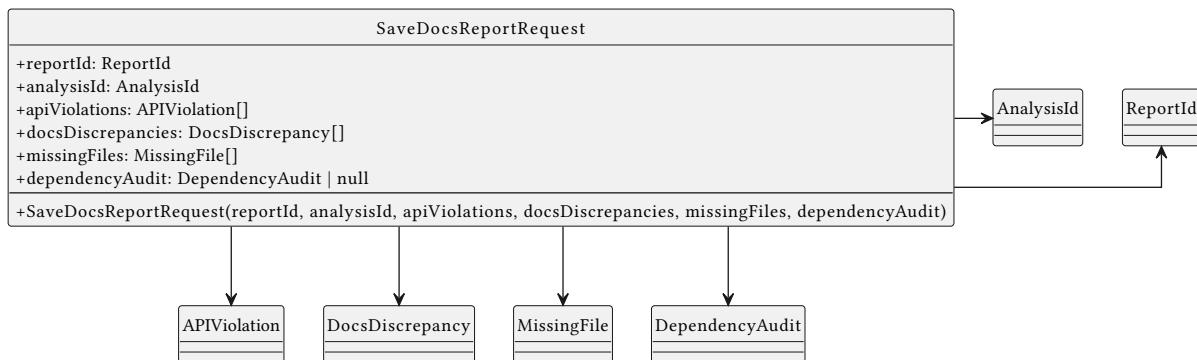 SaveDocsReportRequest
+reportId: ReportId
+analysisId: AnalysisId
+apiViolations: APIViolation[]
+docsDiscrepancies: DocsDiscrepancy[]
+missingFiles: MissingFile[]
+dependencyAudit: DependencyAudit | null
+SaveDocsReportRequest(reportId, analysisId, apiViolations, docsDiscrepancies, missingFiles, dependencyAudit)
AnalysisId
ReportId
APIViolation
DocsDiscrepancy
MissingFile
DependencyAudit